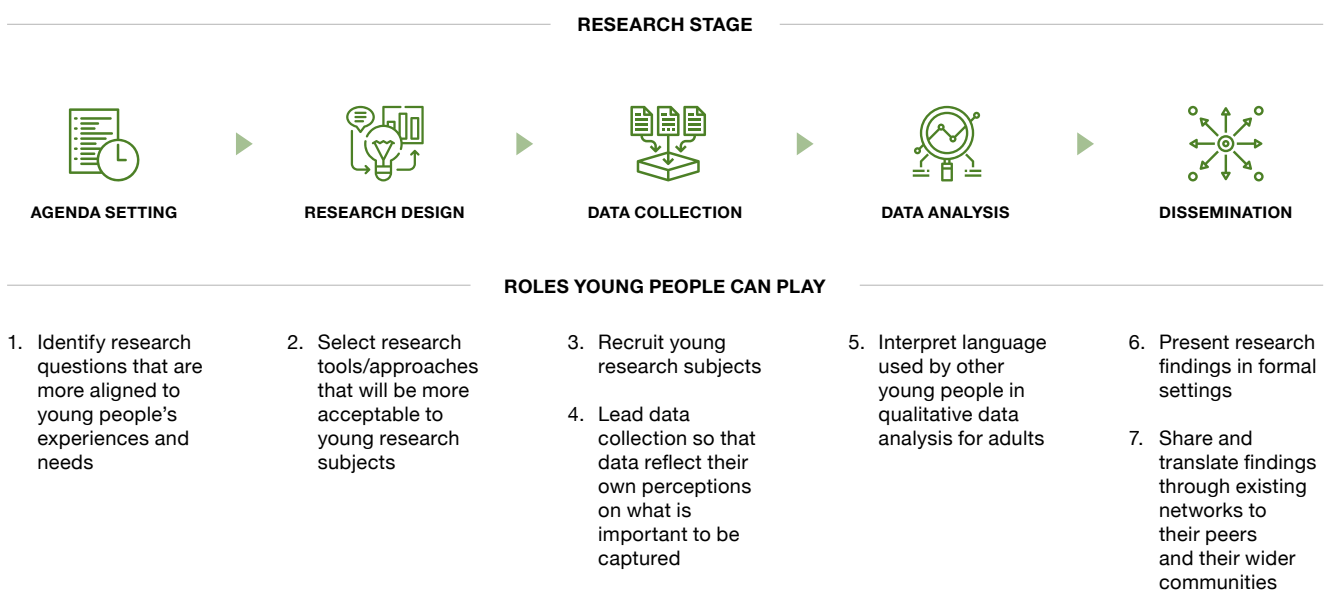 RESEARCH STAGE
AGENDA SETTING
RESEARCH DESIGN
DATA COLLECTION
DATA ANALYSIS
DISSEMINATION
ROLES YOUNG PEOPLE CAN PLAY
1. Identify research
questions that are
more aligned to
young people's
experiences and
needs
2. Select research
tools/approaches
that will be more
acceptable to
young research
subjects
3. Recruit young
research subjects
4. Lead data
collection so that
data reflect their
own perceptions
on what is
important to be
captured
5. Interpret language
used by other
young people in
qualitative data
analysis for adults
6. Present research
findings in formal
settings
7. Share and
translate findings
through existing
networks to
their peers
and their wider
communities